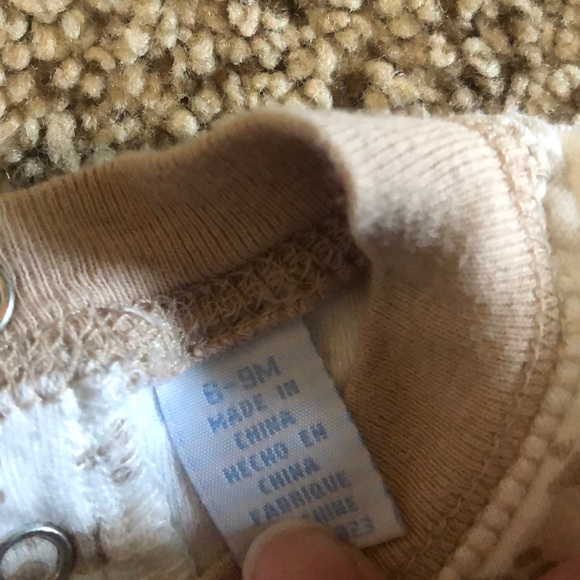 6-9M
MADE IN
CHINA
HECHO EN
CHINA
FABRIQUE